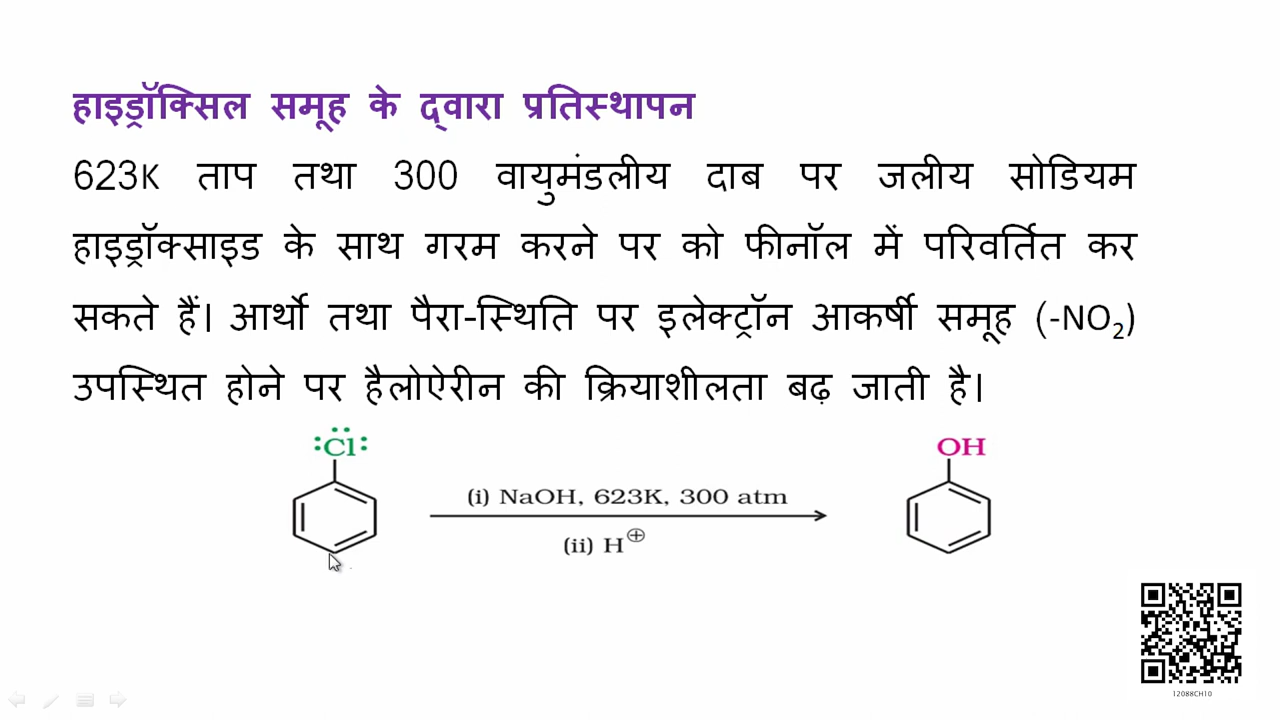 हाइड्रॉक्सिल समूह के द्वारा प्रतिस्थापन
623K ताप तथा 300 वायुमंडलीय दाब पर जलीय सोडियम
हाइड्रॉक्साइड के साथ गरम करने पर को फीनॉल में परिवर्तित कर
सकते हैं। आर्थो तथा पैरा-स्थिति पर इलेक्ट्रॉन आकर्षी समूह (-NO₂)
उपस्थित होने पर हैलोऐरीन की क्रियाशीलता बढ़ जाती है।
:C̈l:
OH
(i) NaOH, 623K, 300 atm
(ii) H⊕
12088CH10